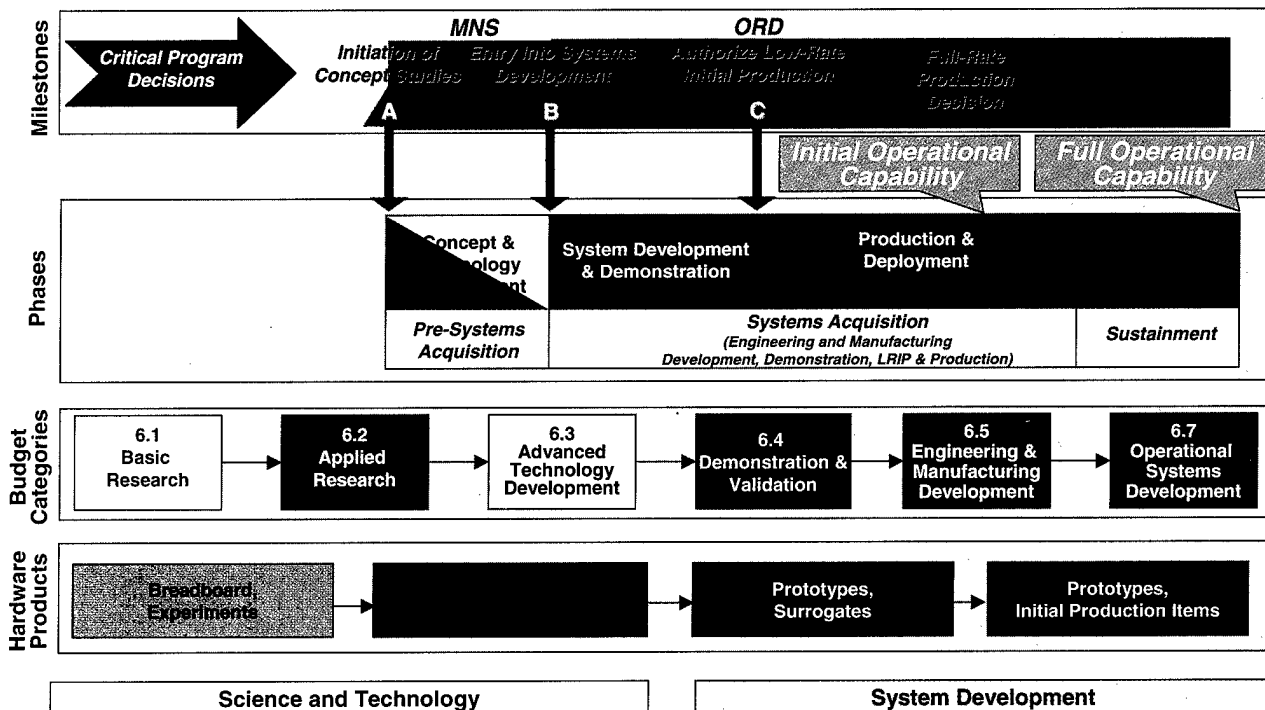 Milestones
Critical Program
Decisions
MNS
ORD
Initiation of
Concept Studies
Entry Into Systems
Development
Authorize Low-Rate
Initial Production
Full-Rate
Production
Decision
A
B
C
Initial Operational
Capability
Full Operational
Capability
Phases
Concept &
System Development
& Demonstration
Production &
Deployment
Pre-Systems
Acquisition
Systems Acquisition
(Engineering and Manufacturing
Development, Demonstration, LRIP & Production)
Sustainment
Budget
Categories
6.1
Basic
Research
6.2
Applied
Research
6.3
Advanced
Technology
Development
6.4
Demonstration &
Validation
6.5
Engineering &
Manufacturing
Development
6.7
Operational
Systems
Development
Hardware
Products
Breadboard,
Experiments
Prototypes,
Surrogates
Prototypes,
Initial Production Items
Science and Technology
System Development